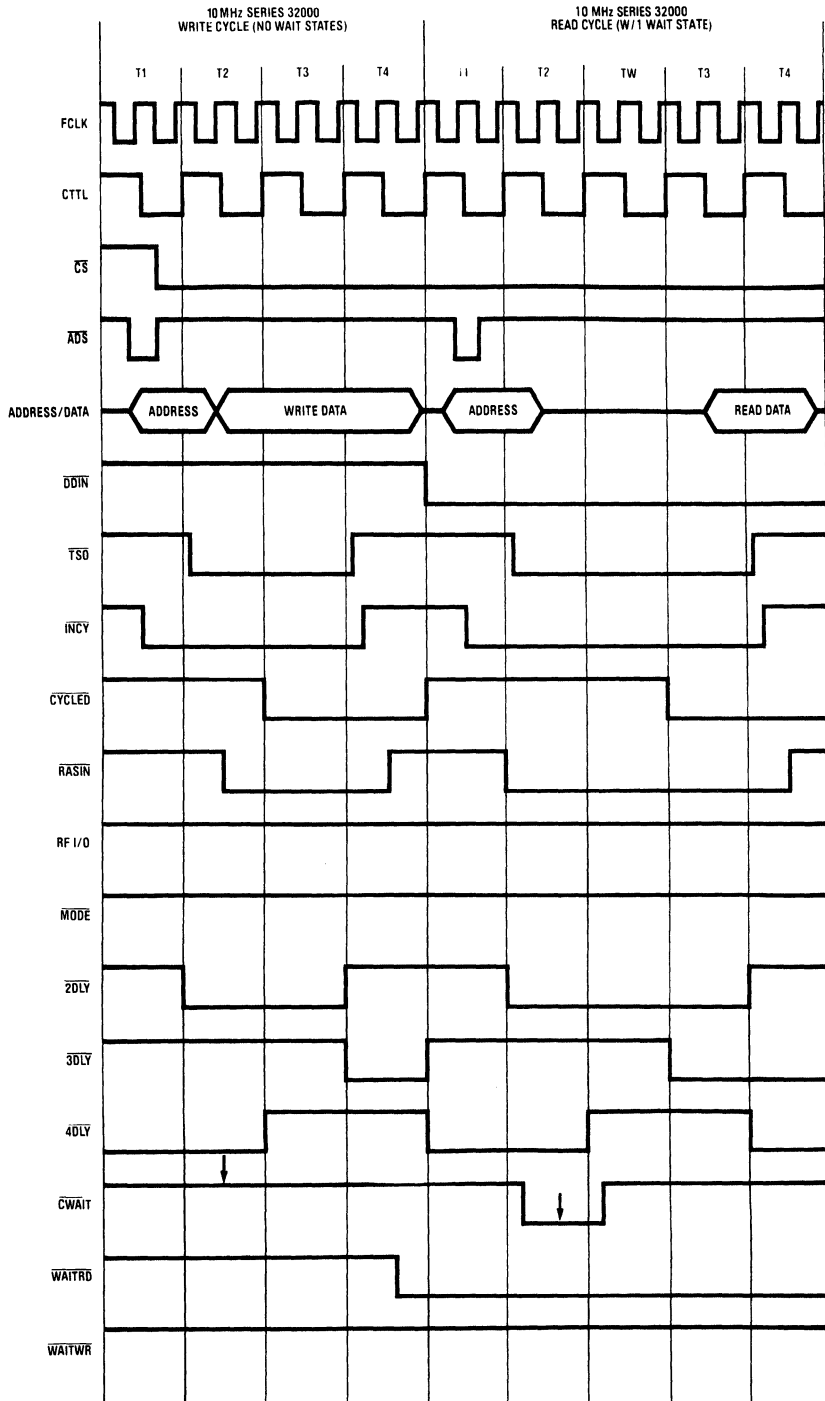 10 MHz SERIES 32000
WRITE CYCLE (NO WAIT STATES)
10 MHz SERIES 32000
READ CYCLE (W/1 WAIT STATE)
T1 T2 T3 T4 T1 T2 TW T3 T4
FCLK
CTTL
CS
ADS
ADDRESS/DATA ADDRESS WRITE DATA ADDRESS READ DATA
DDIN
TSO
INCY
CYCLED
RASIN
RF I/O
MODE
2DLY
3DLY
4DLY
CWAIT
WAITRD
WAITWR